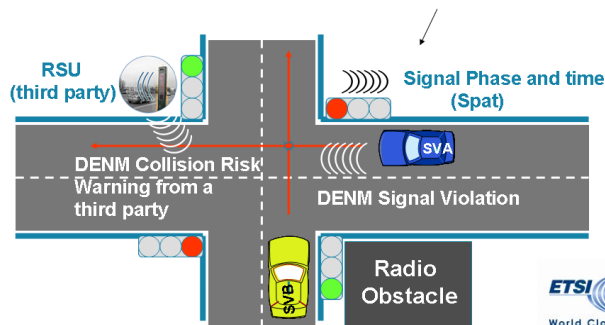 RSU
(third party)
Signal Phase and time
(Spat)
SVA
DENM Collision Risk
Warning from a
third party
DENM Signal Violation
SVB
Radio
Obstacle
ETSI
World Clo